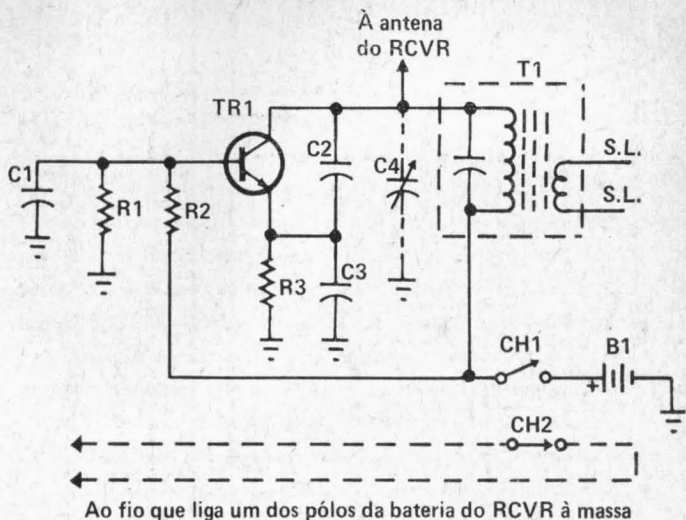 À antena
do RCVR
T1
TR1
S.L.
S.L.
C1
C2
C4
R1
R2
R3
C3
CH1
B1
+
CH2
Ao fio que liga um dos pólos da bateria do RCVR à massa